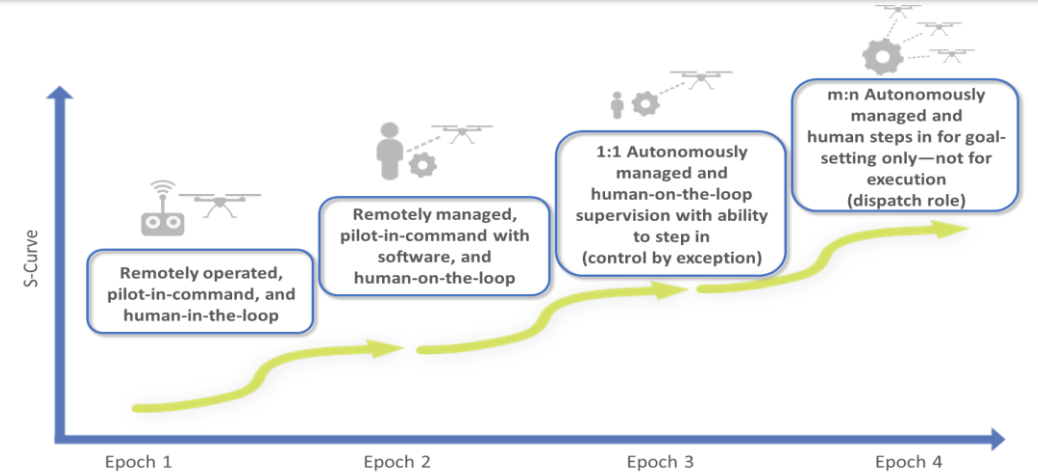 m:n Autonomously
managed and
human steps in for goal-
setting only—not for
execution
(dispatch role)
1:1 Autonomously
managed and
human-on-the-loop
supervision with ability
to step in
(control by exception)
Remotely managed,
pilot-in-command with
software, and
human-on-the-loop
Remotely operated,
pilot-in-command, and
human-in-the-loop
S-Curve
Epoch 1
Epoch 2
Epoch 3
Epoch 4